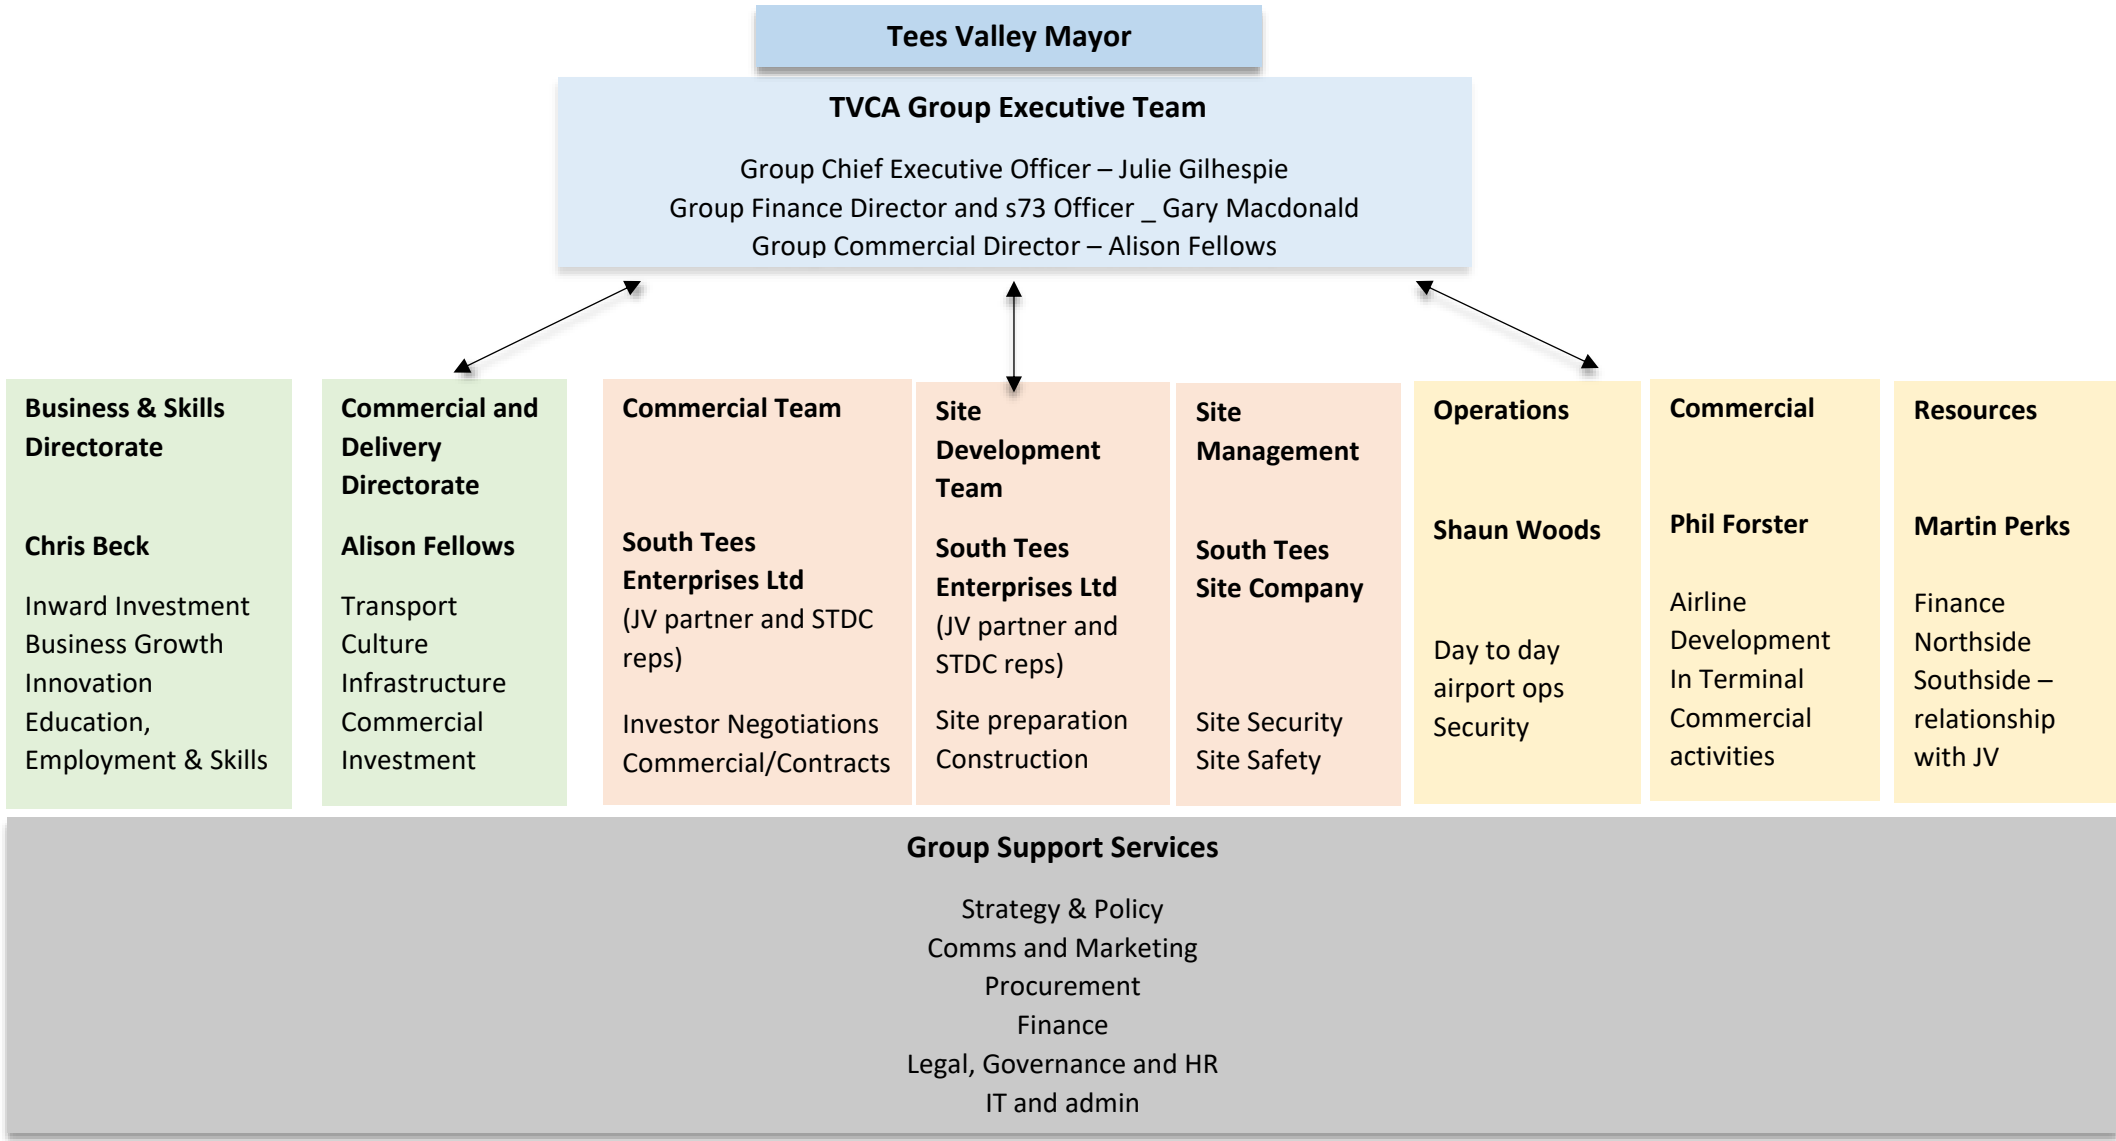 Tees Valley Mayor
TVCA Group Executive Team
Group Chief Executive Officer – Julie Gilhespie
Group Finance Director and s73 Officer _ Gary Macdonald
Group Commercial Director – Alison Fellows
Business & Skills
Directorate
Chris Beck
Inward Investment
Business Growth
Innovation
Education,
Employment & Skills
Commercial and
Delivery
Directorate
Alison Fellows
Transport
Culture
Infrastructure
Commercial
Investment
Commercial Team
South Tees
Enterprises Ltd
(JV partner and STDC
reps)
Investor Negotiations
Commercial/Contracts
Site
Development
Team
South Tees
Enterprises Ltd
(JV partner and
STDC reps)
Site preparation
Construction
Site
Management
South Tees
Site Company
Site Security
Site Safety
Operations
Shaun Woods
Day to day
airport ops
Security
Commercial
Phil Forster
Airline
Development
In Terminal
Commercial
activities
Resources
Martin Perks
Finance
Northside
Southside –
relationship
with JV
Group Support Services
Strategy & Policy
Comms and Marketing
Procurement
Finance
Legal, Governance and HR
IT and admin